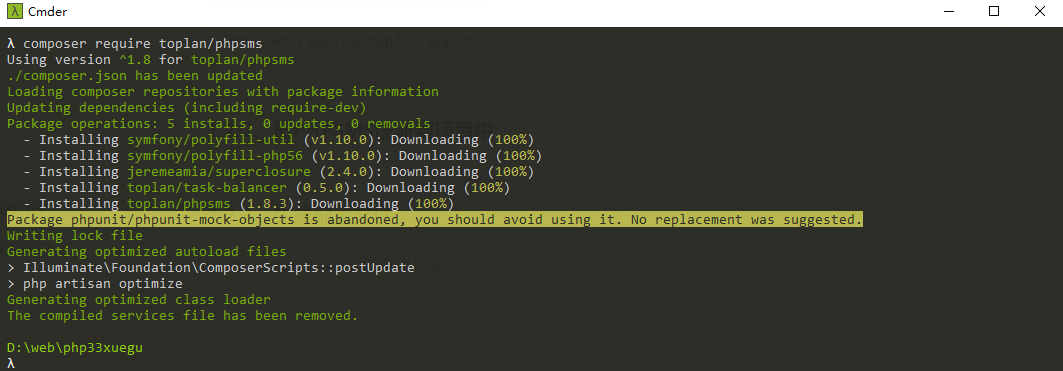 Cmder
λ composer require toplan/phpsms
Using version ^1.8 for toplan/phpsms
./composer.json has been updated
Loading composer repositories with package information
Updating dependencies (including require-dev)
Package operations: 5 installs, 0 updates, 0 removals
- Installing symfony/polyfill-util (v1.10.0): Downloading (100%)
- Installing symfony/polyfill-php56 (v1.10.0): Downloading (100%)
- Installing jeremeamia/superclosure (2.4.0): Downloading (100%)
- Installing toplan/task-balancer (0.5.0): Downloading (100%)
- Installing toplan/phpsms (1.8.3): Downloading (100%)
Package phpunit/phpunit-mock-objects is abandoned, you should avoid using it. No replacement was suggested.
Writing lock file
Generating optimized autoload files
> Illuminate\Foundation\ComposerScripts::postUpdate
> php artisan optimize
Generating optimized class loader
The compiled services file has been removed.
D:\web\php33xuegu
λ